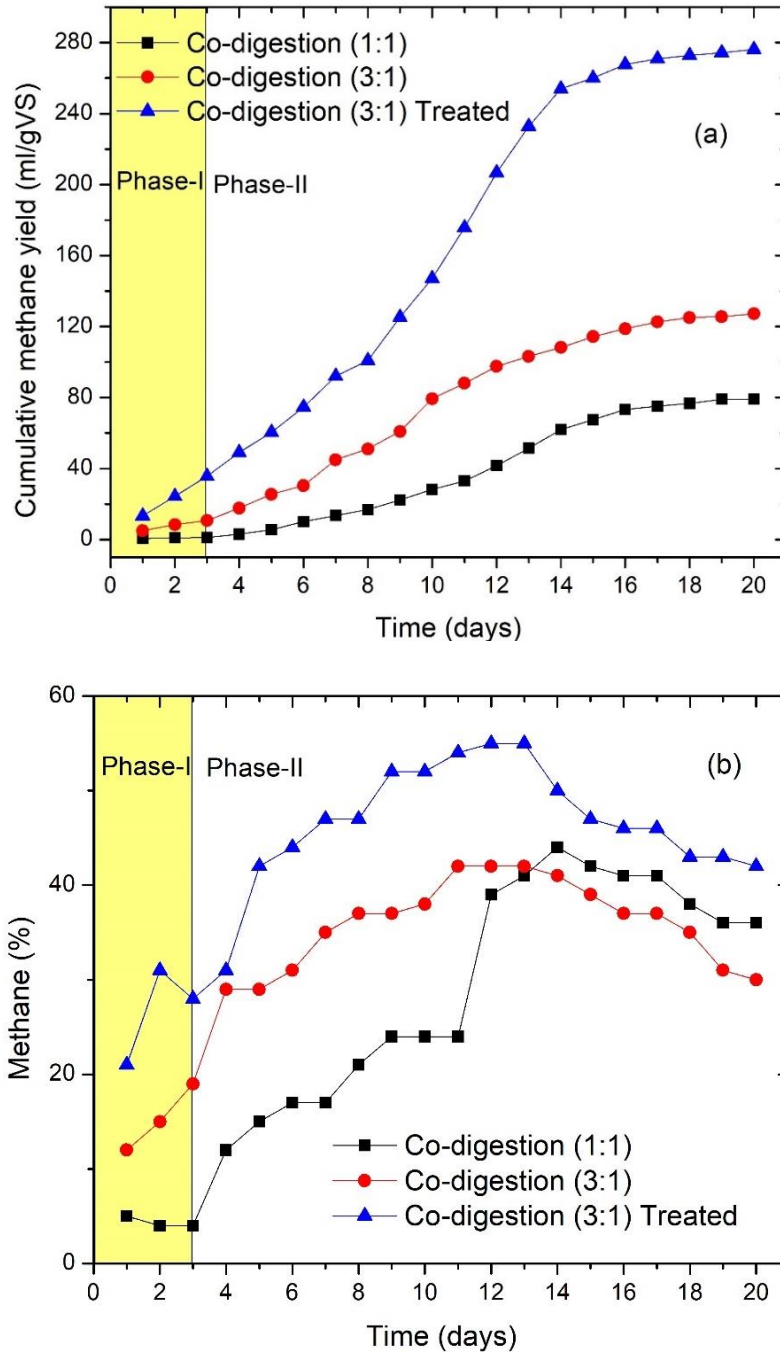 280
240
200
160
120
80
40
0
Cumulative methane yield (ml/gVS)
Co-digestion (1:1)
Co-digestion (3:1)
Co-digestion (3:1) Treated
(a)
Phase-I Phase-II
0 2 4 6 8 10 12 14 16 18 20
Time (days)
60
40
20
0
Methane (%)
Phase-I Phase-II
(b)
Co-digestion (1:1)
Co-digestion (3:1)
Co-digestion (3:1) Treated
0 2 4 6 8 10 12 14 16 18 20
Time (days)